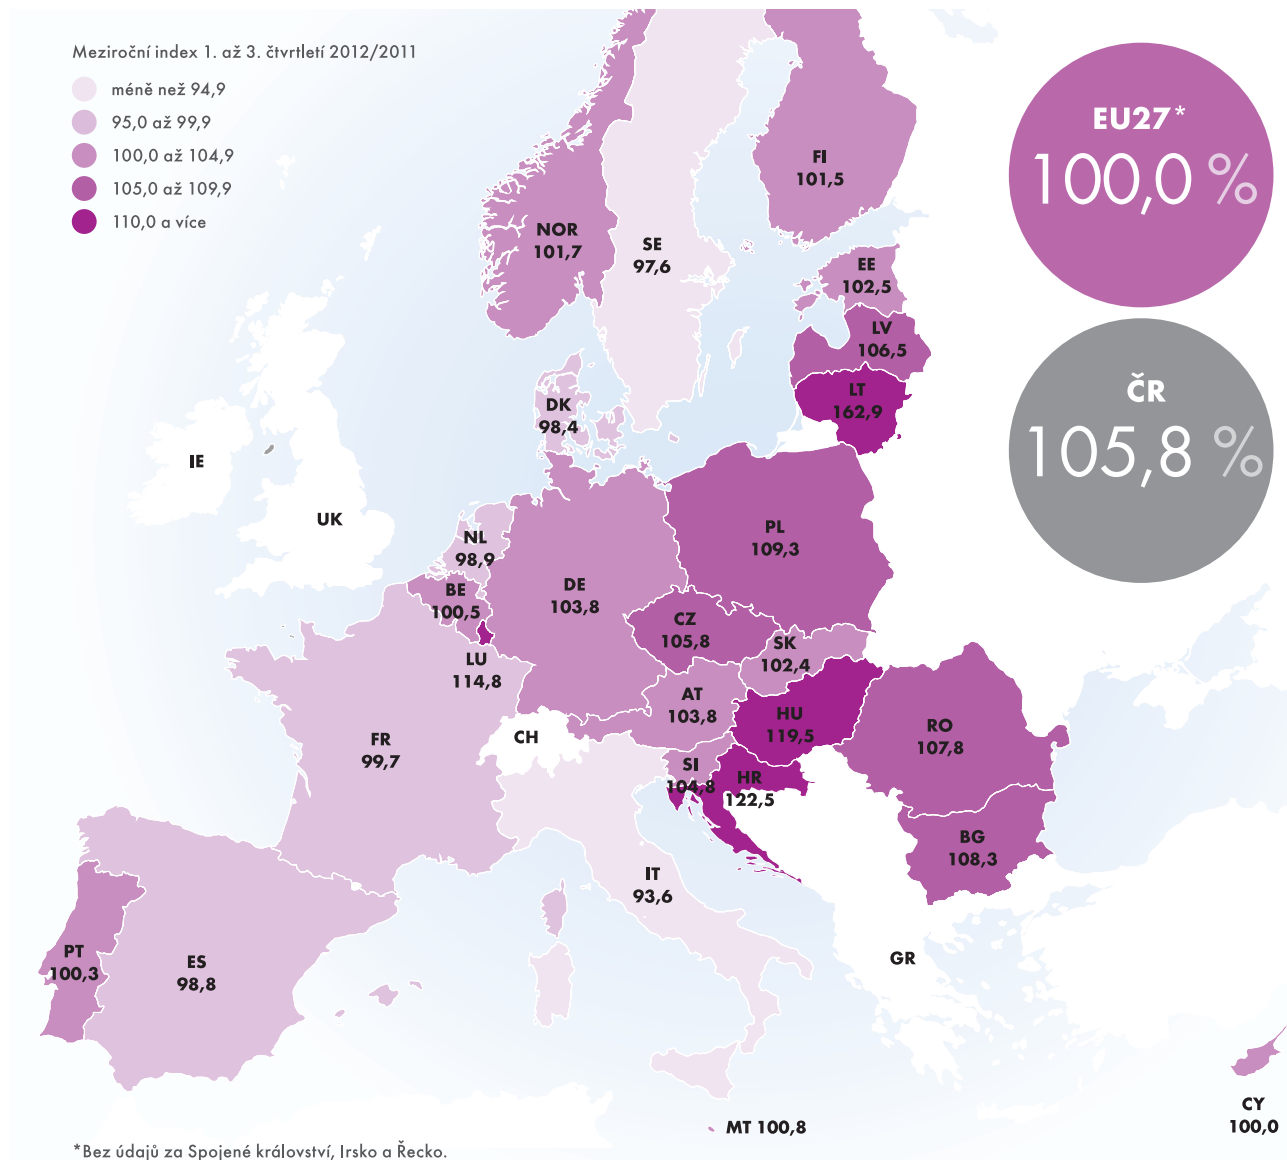 Meziroční index 1. až 3. čtvrtletí 2012/2011
méně než 94,9
95,0 až 99,9
100,0 až 104,9
105,0 až 109,9
110,0 a více
EU27*
100,0 %
ČR
105,8 %
FI
101,5
NOR
101,7
SE
97,6
EE
102,5
LV
106,5
LT
162,9
DK
98,4
IE
UK
NL
98,9
BE
100,5
DE
103,8
PL
109,3
CZ
105,8
SK
102,4
LU
114,8
AT
103,8
HU
119,5
RO
107,8
FR
99,7
CH
SI
104,8
HR
122,5
BG
108,3
IT
93,6
PT
100,3
ES
98,8
GR
CY
100,0
MT 100,8
*Bez údajů za Spojené království, Irsko a Řecko.